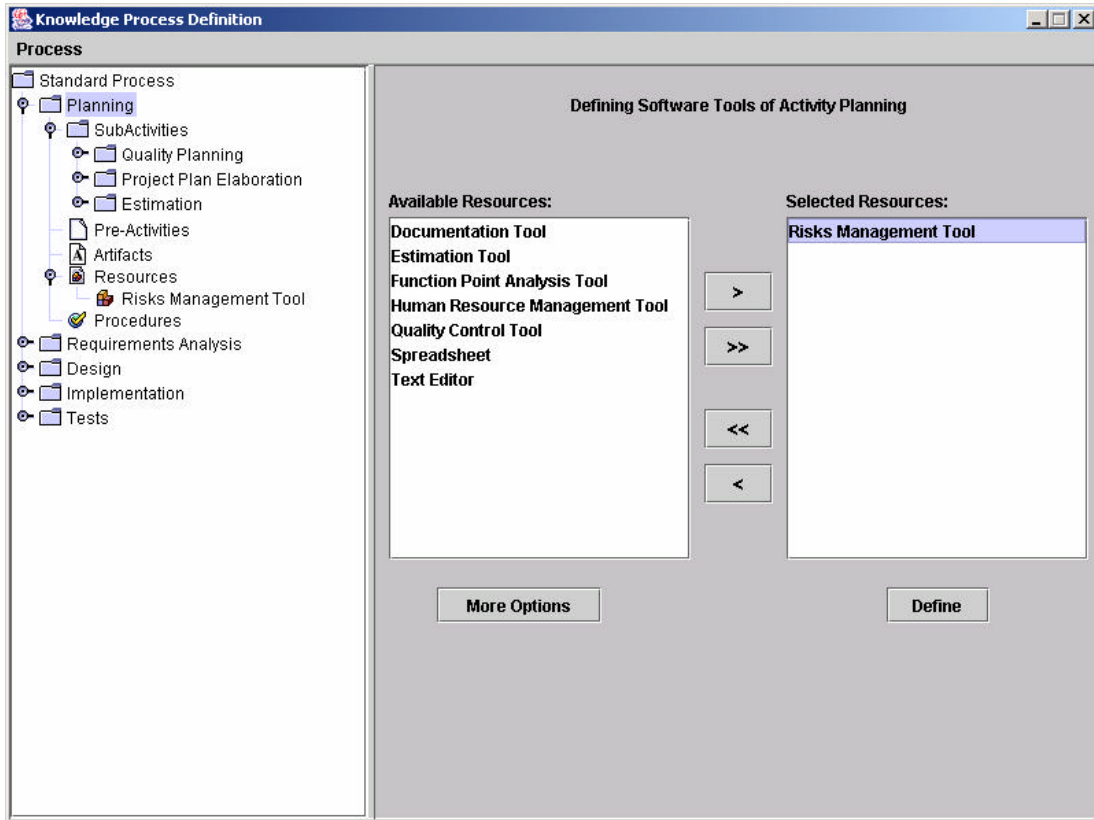 Knowledge Process Definition
Process
Standard Process
Planning
SubActivities
Quality Planning
Project Plan Elaboration
Estimation
Pre-Activities
A Artifacts
Resources
Risks Management Tool
Procedures
Requirements Analysis
Design
Implementation
Tests
Defining Software Tools of Activity Planning
Available Resources:
Documentation Tool
Estimation Tool
Function Point Analysis Tool
Human Resource Management Tool
Quality Control Tool
Spreadsheet
Text Editor
>
>>
<<
<
Selected Resources:
Risks Management Tool
More Options
Define